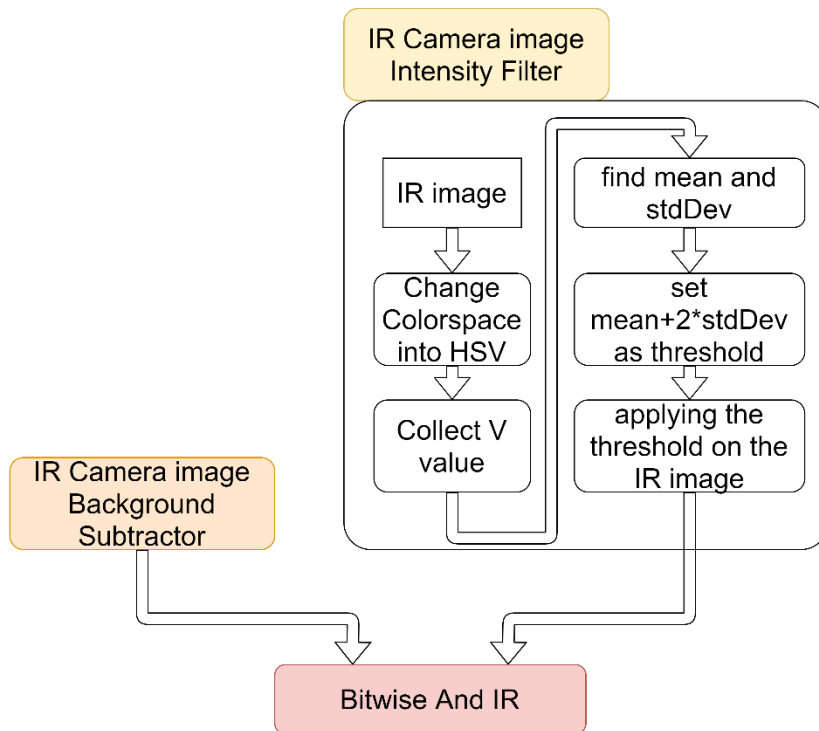 IR Camera image
Intensity Filter
IR image
Change
Colorspace
into HSV
Collect V
value
find mean and
stdDev
set
mean+2*stdDev
as threshold
applying the
threshold on the
IR image
IR Camera image
Background
Subtractor
Bitwise And IR